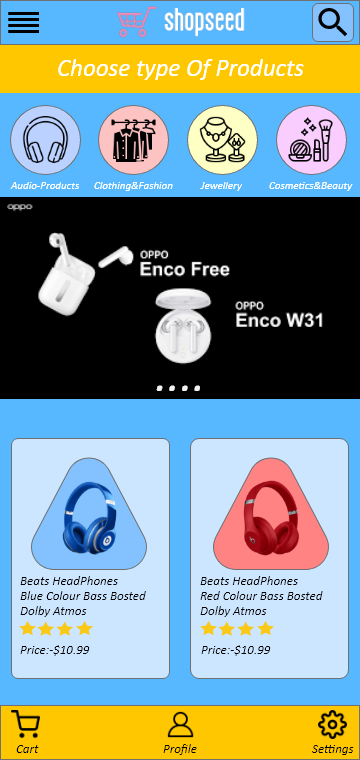 shopseed
Choose type Of Products
Audio-Products
Clothing&Fashion
Jewellery
Cosmetics&Beauty
oppo
OPPO
Enco Free
OPPO
Enco W31
Beats HeadPhones
Blue Colour Bass Bosted
Dolby Atmos
Price:-$10.99
Beats HeadPhones
Red Colour Bass Bosted
Dolby Atmos
Price:-$10.99
Cart
Profile
Settings